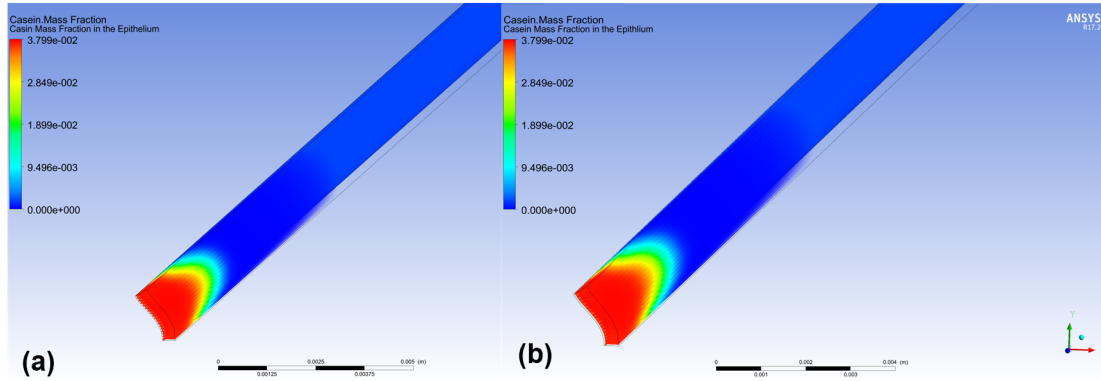 Casein.Mass Fraction
Casin Mass Fraction in the Epithelium
3.799e-002
2.849e-002
1.899e-002
9.496e-003
0.000e+000
0
0.0025
0.005 (m)
0.00125
0.00375
(a)
Casein.Mass Fraction
Casein Mass Fraction in the Epithlium
3.799e-002
2.849e-002
1.899e-002
9.496e-003
0.000e+000
ANSYS
R17.2
0
0.002
0.004 (m)
0.001
0.003
(b)
Y